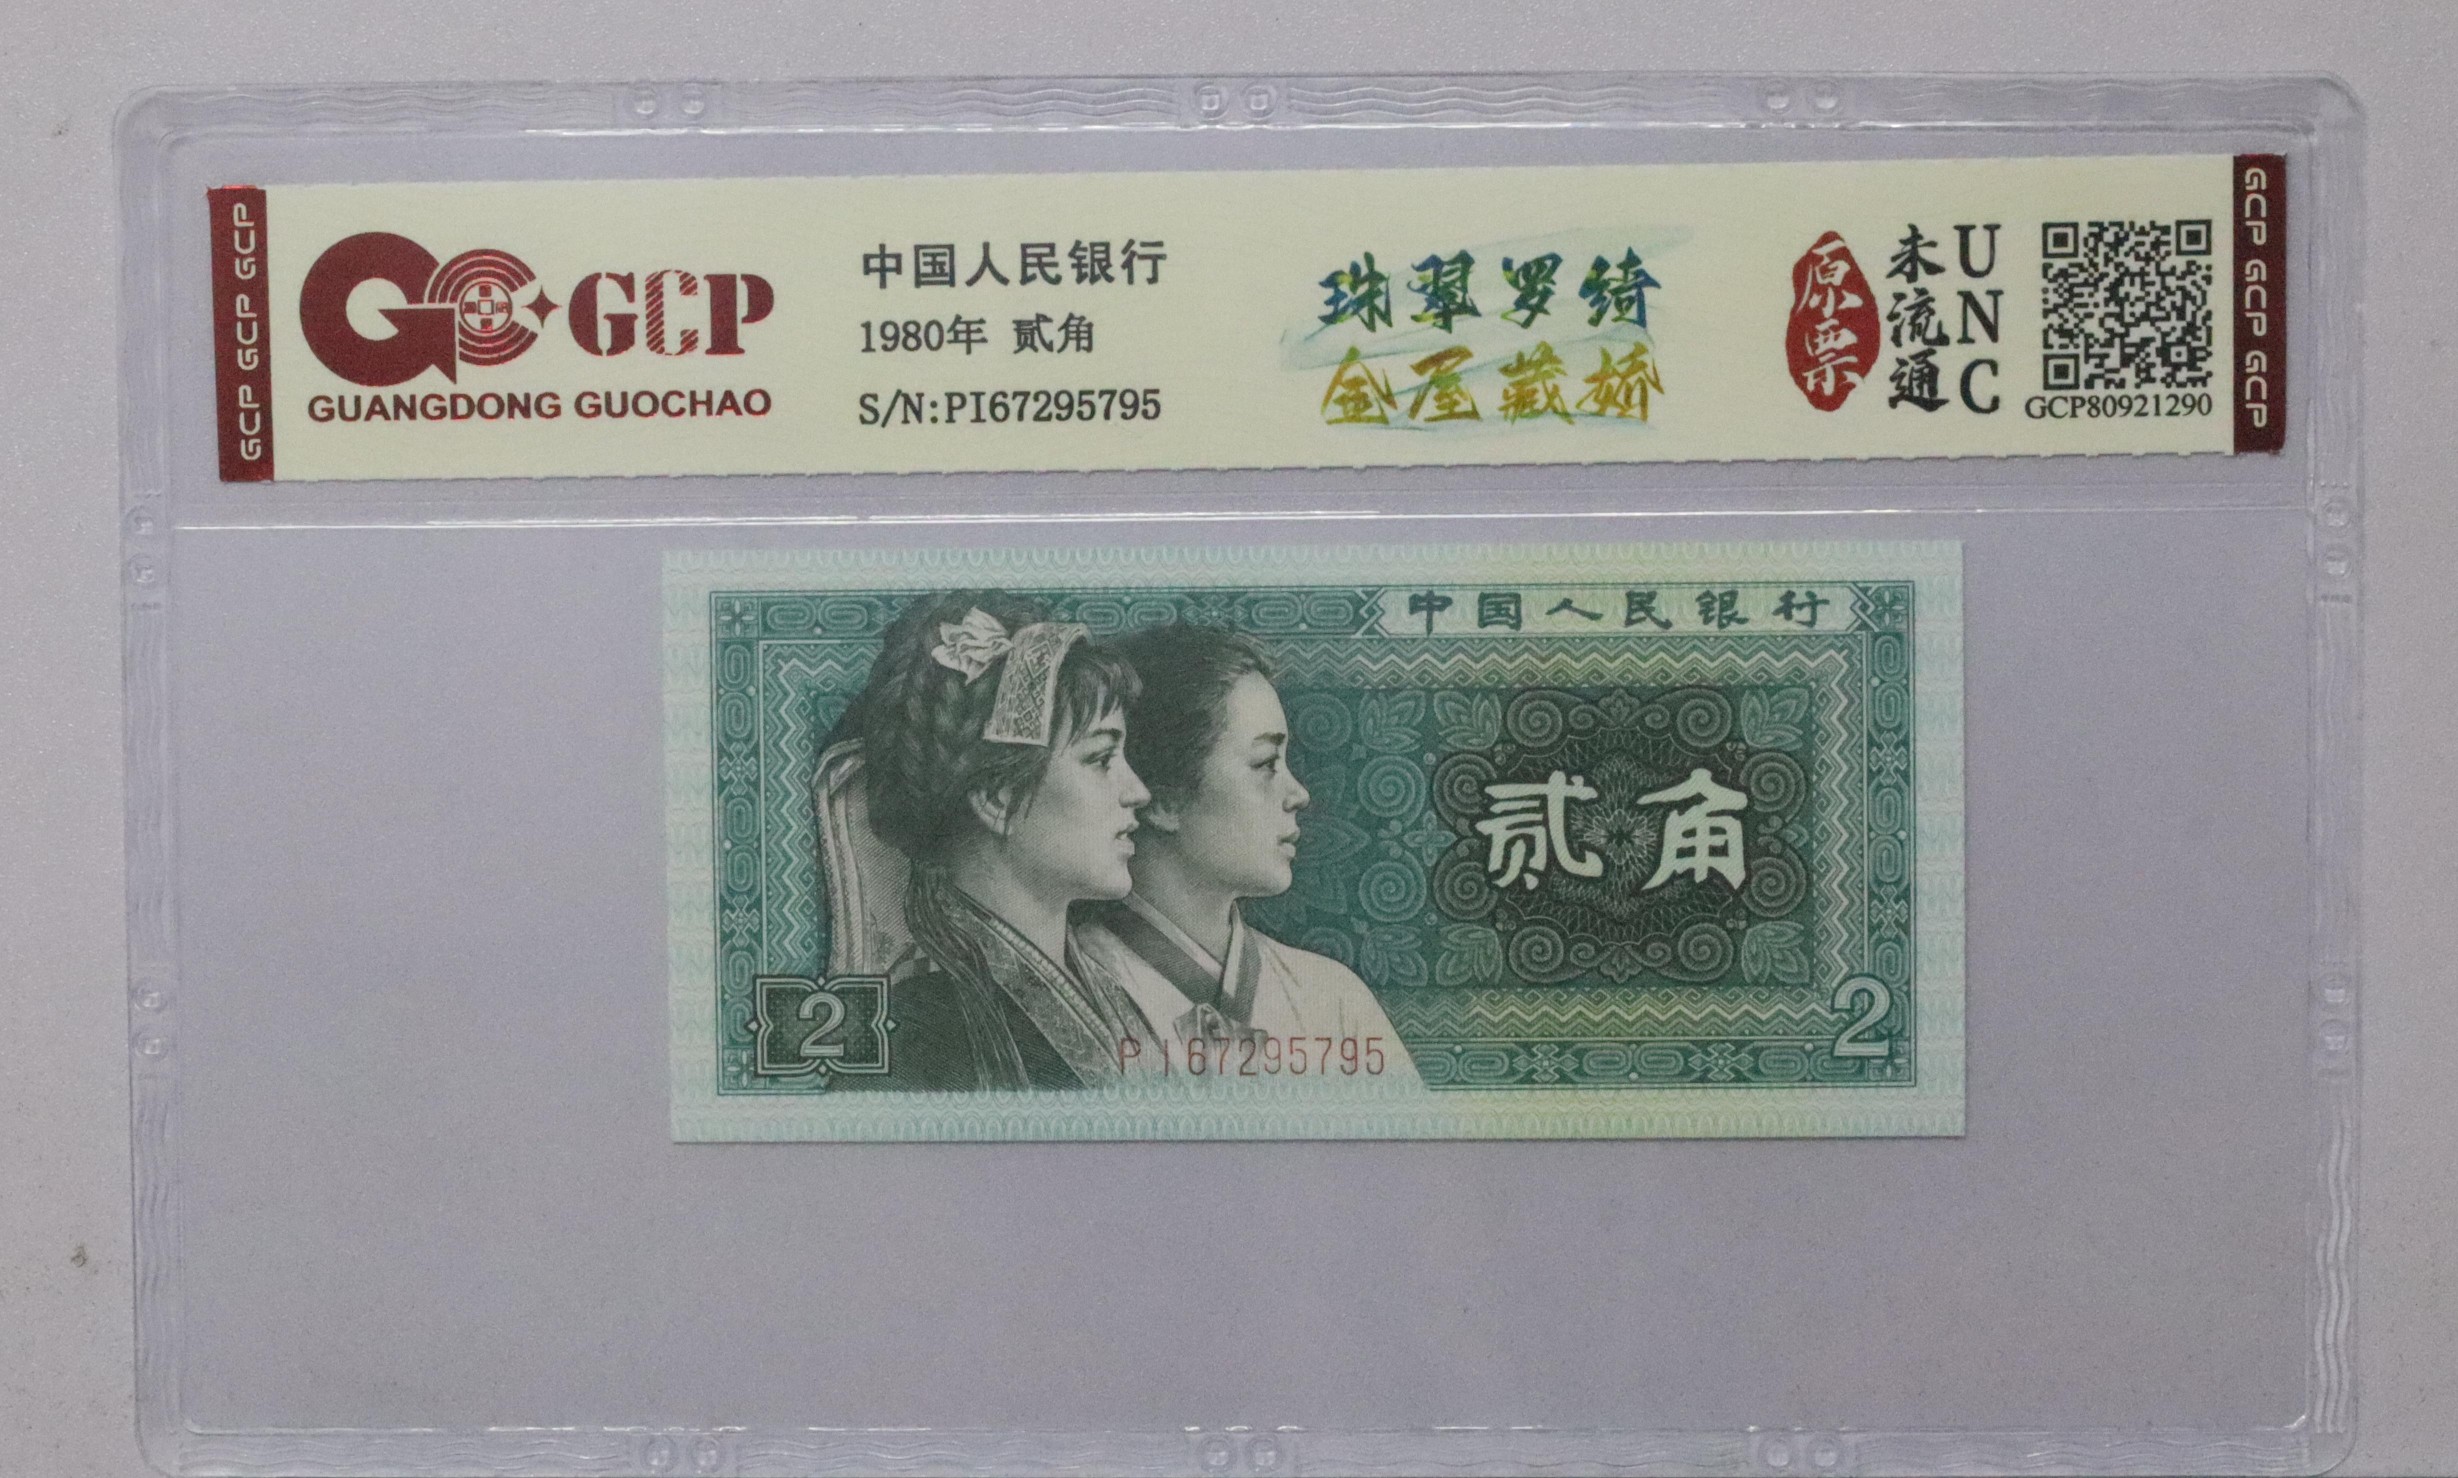 GCP GCP GCP
GCP
GUANGDONG GUOCHAO
中国人民银行
1980年 贰角
S/N:PI67295795
珠翠罗绮
金屋藏娇
原票
未流通
UNC
GCP80921290
GCP GCP GCP
中国人民银行
贰角
2
2
PI67295795